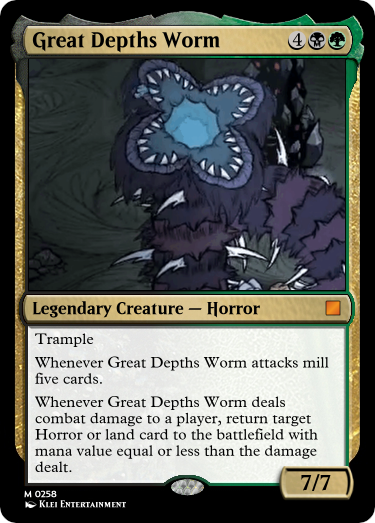 Great Depths Worm 4
Legendary Creature — Horror
Trample
Whenever Great Depths Worm attacks mill
five cards.
Whenever Great Depths Worm deals
combat damage to a player, return target
Horror or land card to the battlefield with
mana value equal or less than the damage
dealt.
7/7
M 0258
Klei Entertainment